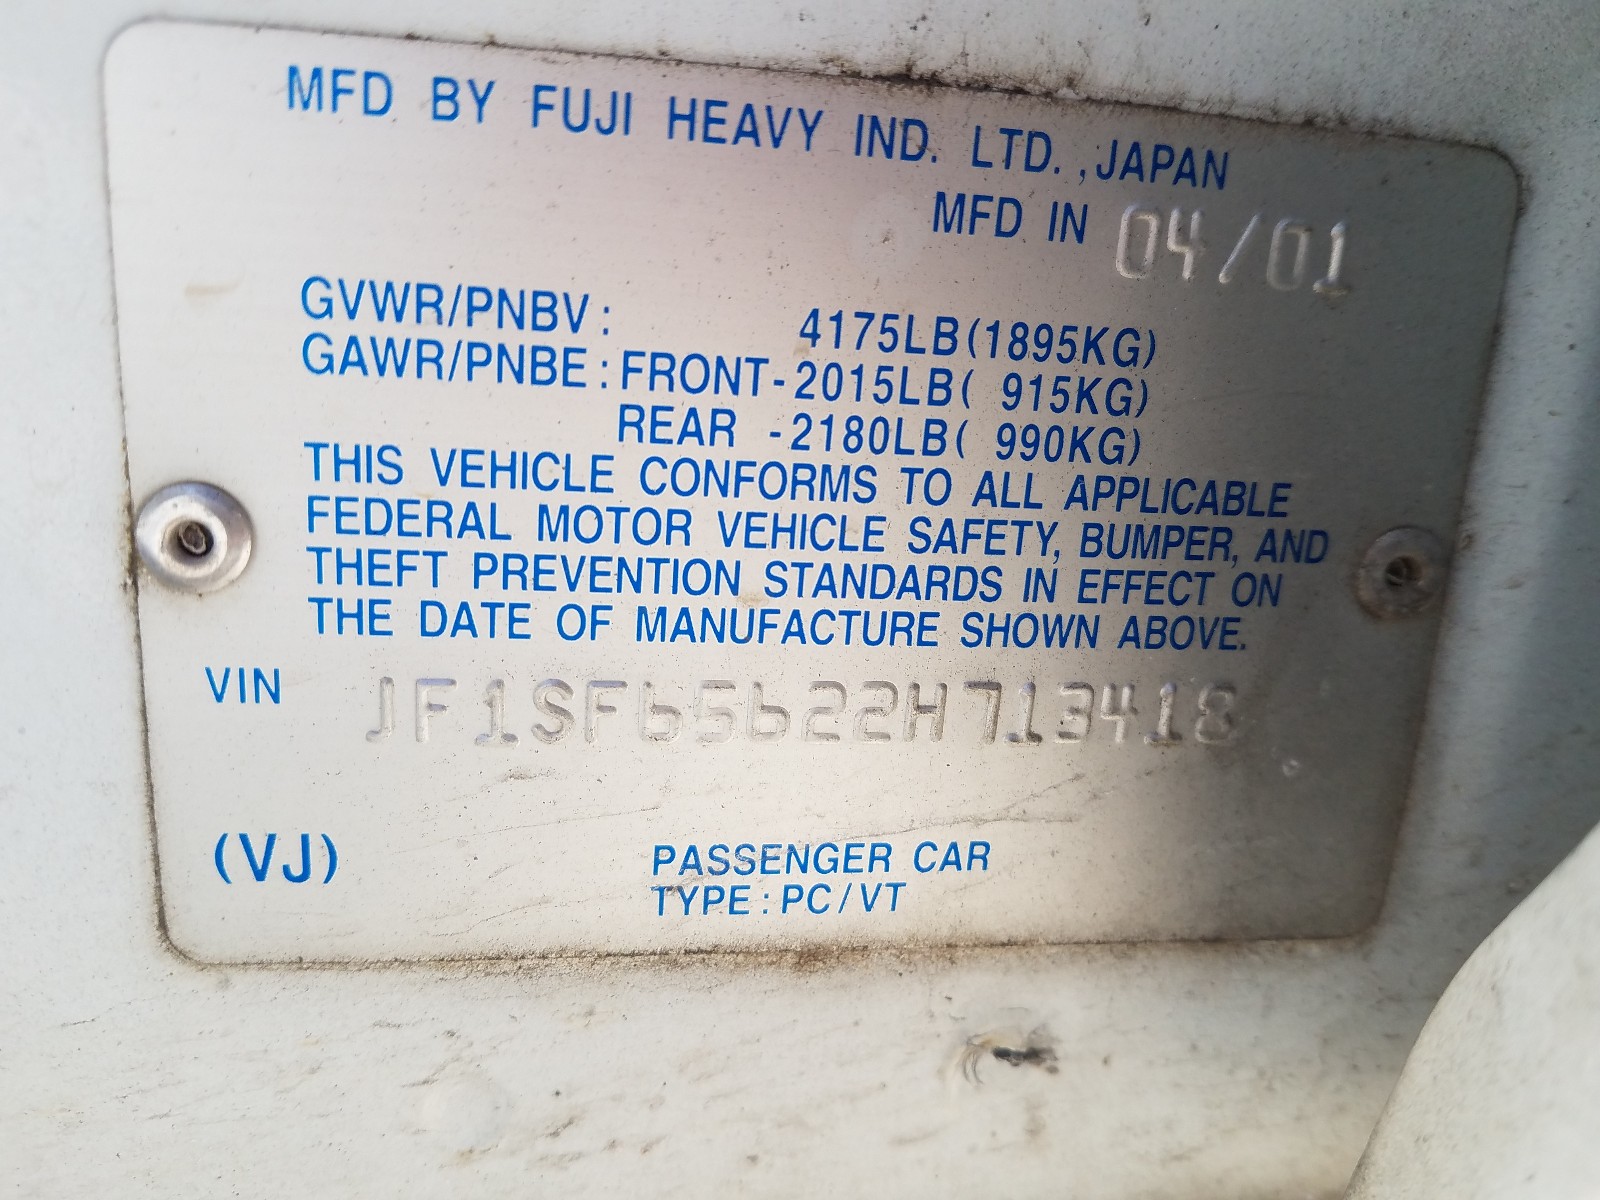 MFD BY FUJI HEAVY IND. LTD. ,JAPAN
MFD IN 04/01
GVWR/PNBV: 4175LB(1895KG)
GAWR/PNBE:FRONT-2015LB( 915KG)
REAR -2180LB( 990KG)
THIS VEHICLE CONFORMS TO ALL APPLICABLE
FEDERAL MOTOR VEHICLE SAFETY, BUMPER, AND
THEFT PREVENTION STANDARDS IN EFFECT ON
THE DATE OF MANUFACTURE SHOWN ABOVE.
VIN JF1SF65622H713418
(VJ)
PASSENGER CAR
TYPE:PC/VT